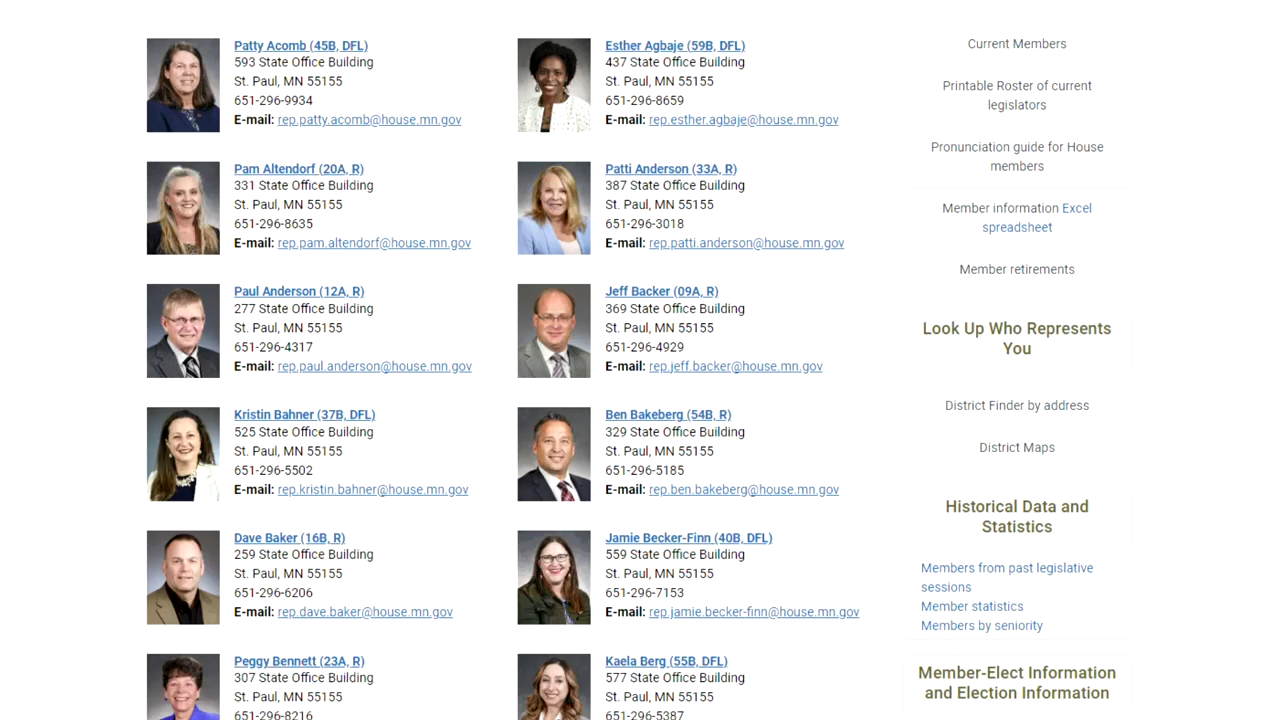 Patty Acomb (45B, DFL)
593 State Office Building
St. Paul, MN 55155
651-296-9934
E-mail: rep.patty.acomb@house.mn.gov
Esther Agbaje (59B, DFL)
437 State Office Building
St. Paul, MN 55155
651-296-8659
E-mail: rep.esther.agbaje@house.mn.gov
Pam Altendorf (20A, R)
331 State Office Building
St. Paul, MN 55155
651-296-8635
E-mail: rep.pam.altendorf@house.mn.gov
Patti Anderson (33A, R)
387 State Office Building
St. Paul, MN 55155
651-296-3018
E-mail: rep.patti.anderson@house.mn.gov
Paul Anderson (12A, R)
277 State Office Building
St. Paul, MN 55155
651-296-4317
E-mail: rep.paul.anderson@house.mn.gov
Jeff Backer (09A, R)
369 State Office Building
St. Paul, MN 55155
651-296-4929
E-mail: rep.jeff.backer@house.mn.gov
Kristin Bahner (37B, DFL)
525 State Office Building
St. Paul, MN 55155
651-296-5502
E-mail: rep.kristin.bahner@house.mn.gov
Ben Bakeberg (54B, R)
329 State Office Building
St. Paul, MN 55155
651-296-5185
E-mail: rep.ben.bakeberg@house.mn.gov
Dave Baker (16B, R)
259 State Office Building
St. Paul, MN 55155
651-296-6206
E-mail: rep.dave.baker@house.mn.gov
Jamie Becker-Finn (40B, DFL)
559 State Office Building
St. Paul, MN 55155
651-296-7153
E-mail: rep.jamie.becker-finn@house.mn.gov
Peggy Bennett (23A, R)
307 State Office Building
St. Paul, MN 55155
651-296-8216
Kaela Berg (55B, DFL)
577 State Office Building
St. Paul, MN 55155
651-296-5387
Current Members
Printable Roster of current
legislators
Pronunciation guide for House
members
Member information Excel
spreadsheet
Member retirements
Look Up Who Represents
You
District Finder by address
District Maps
Historical Data and
Statistics
Members from past legislative
sessions
Member statistics
Members by seniority
Member-Elect Information
and Election Information